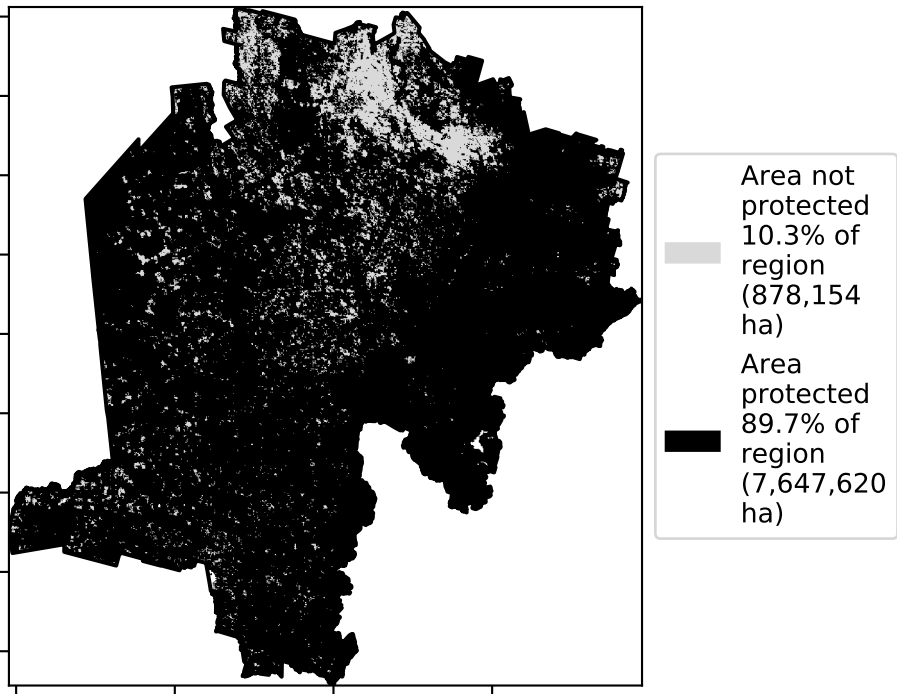 Area not
protected
10.3% of
region
(878,154
ha)
Area
protected
89.7% of
region
(7,647,620
ha)